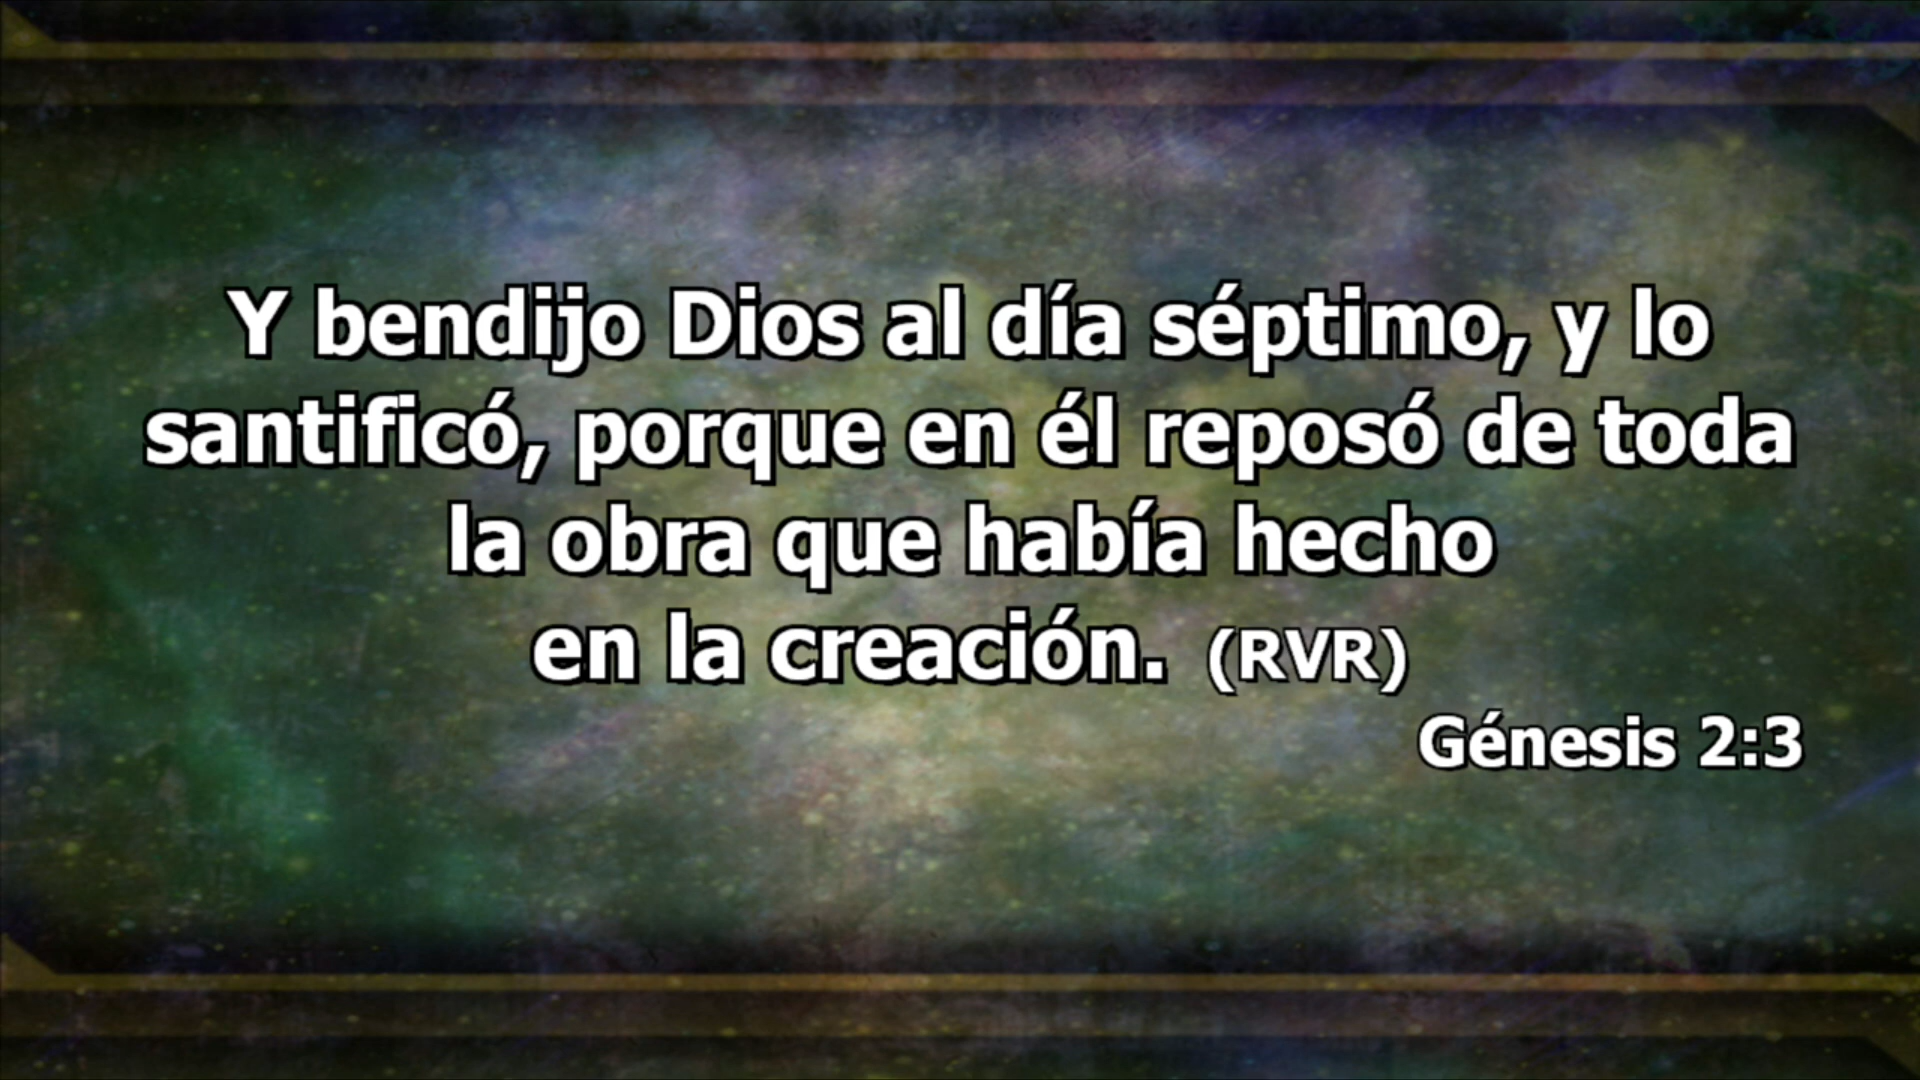 Y bendijo Dios al día séptimo, y lo
santificó, porque en él reposó de toda
la obra que había hecho
en la creación. (RVR)
Génesis 2:3